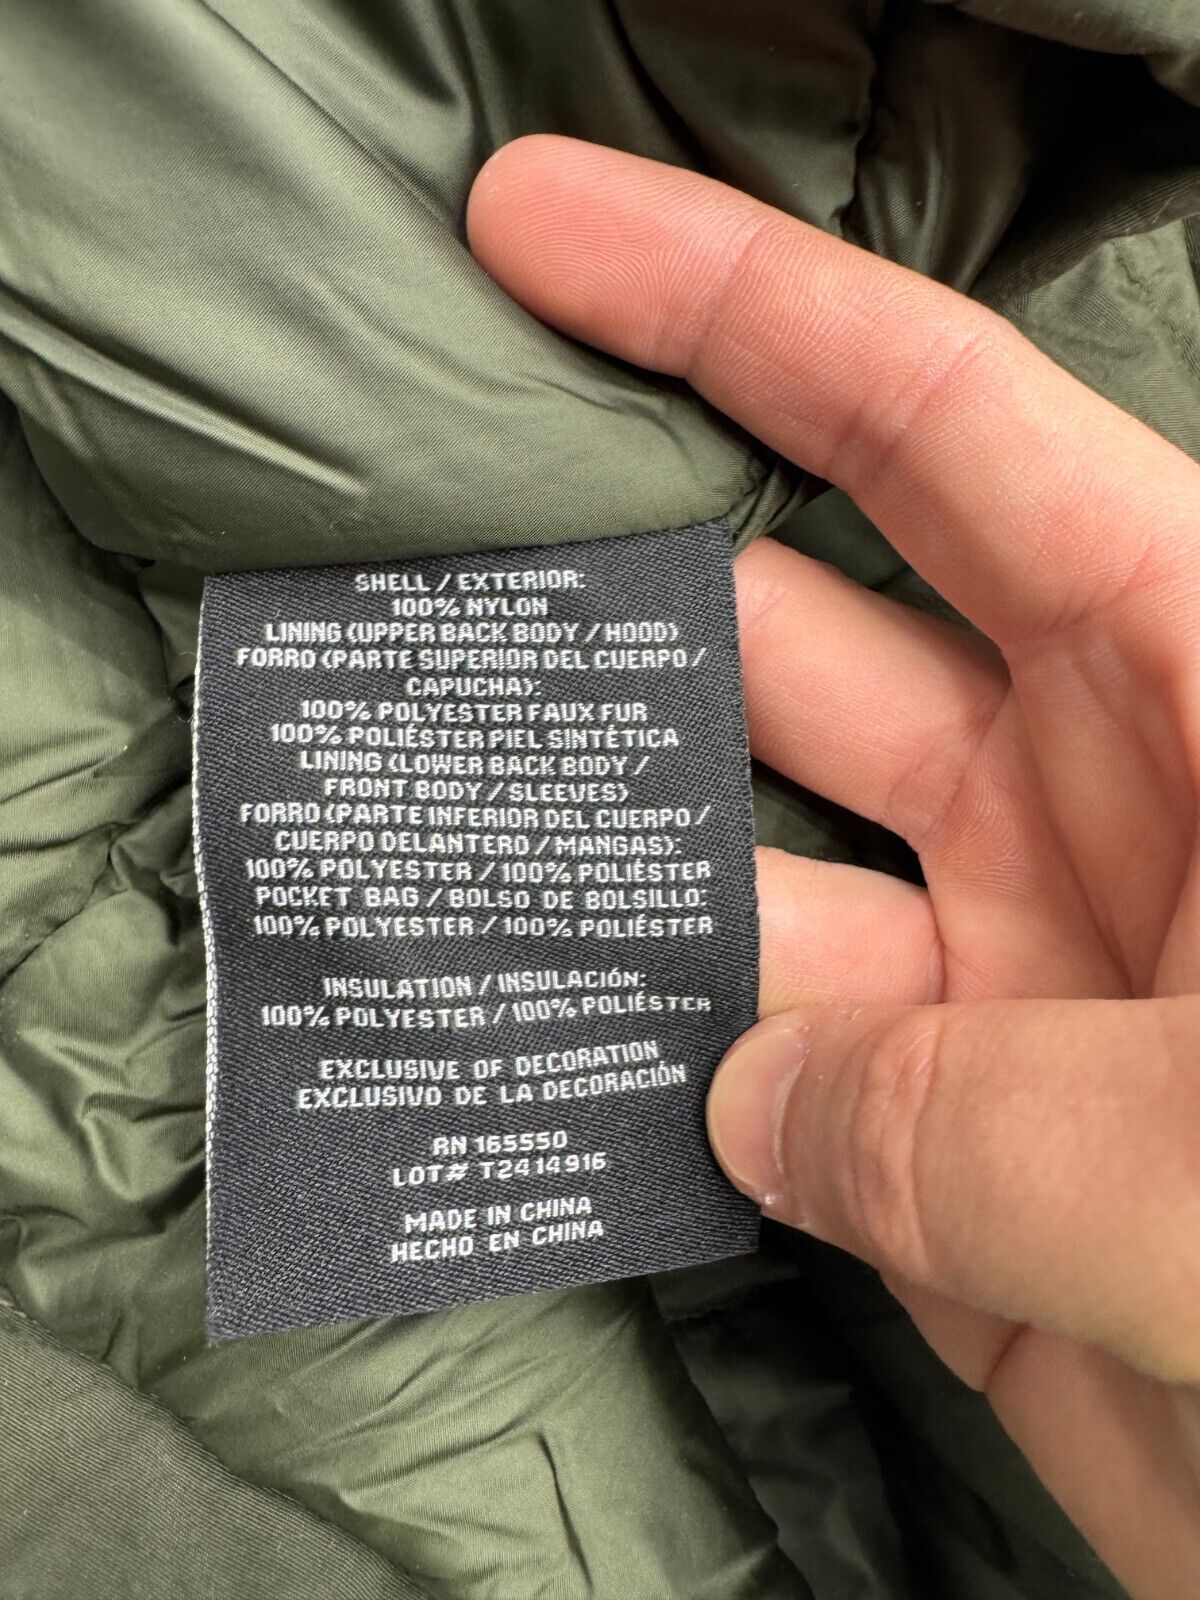 SHELL / EXTERIOR:
100% NYLON
LINING (UPPER BACK BODY / HOOD)
FORRO (PARTE SUPERIOR DEL CUERPO /
CAPUCHA):
100% POLYESTER FAUX FUR
100% POLIÉSTER PIEL SINTÉTICA
LINING (LOWER BACK BODY /
FRONT BODY / SLEEVES)
FORRO (PARTE INFERIOR DEL CUERPO /
CUERPO DELANTERO / MANGAS):
100% POLYESTER / 100% POLIÉSTER
POCKET BAG / BOLSO DE BOLSILLO:
100% POLYESTER / 100% POLIÉSTER
INSULATION / INSULACIÓN:
100% POLYESTER / 100% POLIÉSTER
EXCLUSIVE OF DECORATION
EXCLUSIVO DE LA DECORACIÓN
RN 165550
LOT# T2414916
MADE IN CHINA
HECHO EN CHINA